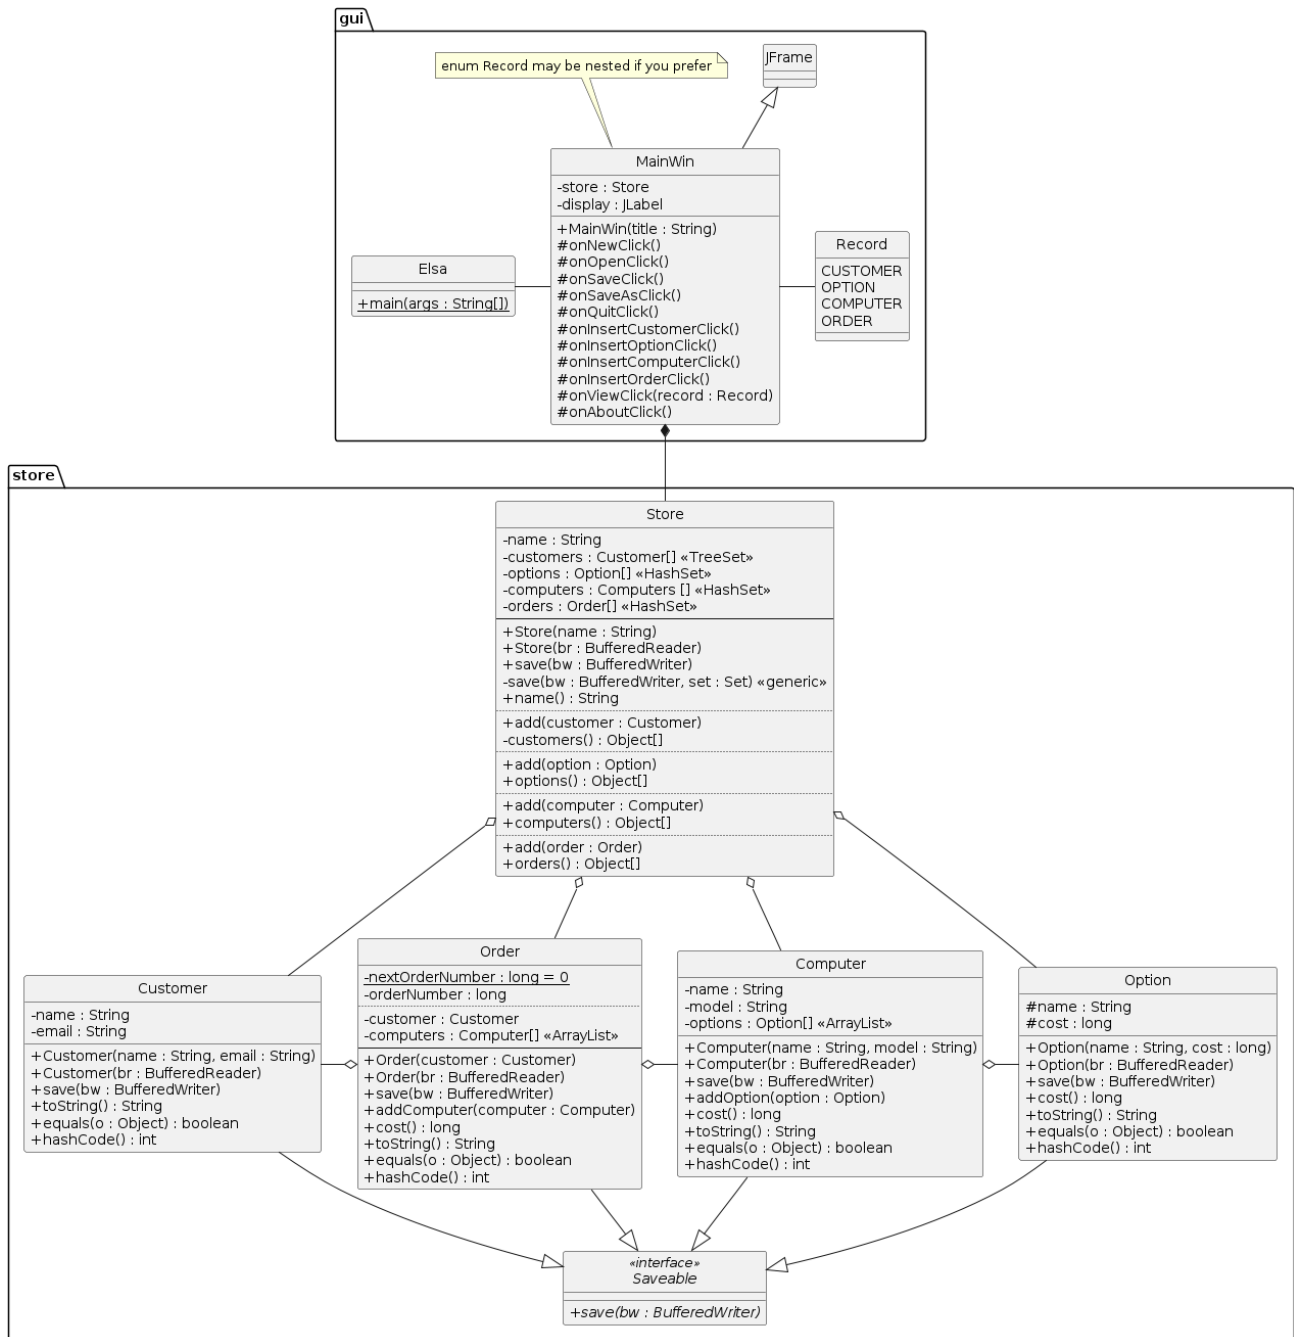 gui
enum Record may be nested if you prefer
JFrame
MainWin
-store : Store
-display : JLabel
+MainWin(title : String)
#onNewClick()
#onOpenClick()
#onSaveClick()
#onSaveAsClick()
#onQuitClick()
#onInsertCustomerClick()
#onInsertOptionClick()
#onInsertComputerClick()
#onInsertOrderClick()
#onViewClick(record : Record)
#onAboutClick()
Elsa
+main(args : String[])
Record
CUSTOMER
OPTION
COMPUTER
ORDER
store
Store
-name : String
-customers : Customer[] «TreeSet»
-options : Option[] «HashSet»
-computers : Computers [] «HashSet»
-orders : Order[] «HashSet»
+Store(name : String)
+Store(br : BufferedReader)
+save(bw : BufferedWriter)
-save(bw : BufferedWriter, set : Set) «generic»
+name() : String
+add(customer : Customer)
-customers() : Object[]
+add(option : Option)
+options() : Object[]
+add(computer : Computer)
+computers() : Object[]
+add(order : Order)
+orders() : Object[]
Customer
-name : String
-email : String
+Customer(name : String, email : String)
+Customer(br : BufferedReader)
+save(bw : BufferedWriter)
+toString() : String
+equals(o : Object) : boolean
+hashCode() : int
Order
-nextOrderNumber : long = 0
-orderNumber : long
-customer : Customer
-computers : Computer[] «ArrayList»
+Order(customer : Customer)
+Order(br : BufferedReader)
+save(bw : BufferedWriter)
+addComputer(computer : Computer)
+cost() : long
+toString() : String
+equals(o : Object) : boolean
+hashCode() : int
Computer
-name : String
-model : String
-options : Option[] «ArrayList»
+Computer(name : String, model : String)
+Computer(br : BufferedReader)
+save(bw : BufferedWriter)
+addOption(option : Option)
+cost() : long
+toString() : String
+equals(o : Object) : boolean
+hashCode() : int
Option
#name : String
#cost : long
+Option(name : String, cost : long)
+Option(br : BufferedReader)
+save(bw : BufferedWriter)
+cost() : long
+toString() : String
+equals(o : Object) : boolean
+hashCode() : int
«interface»
Saveable
+save(bw : BufferedWriter)